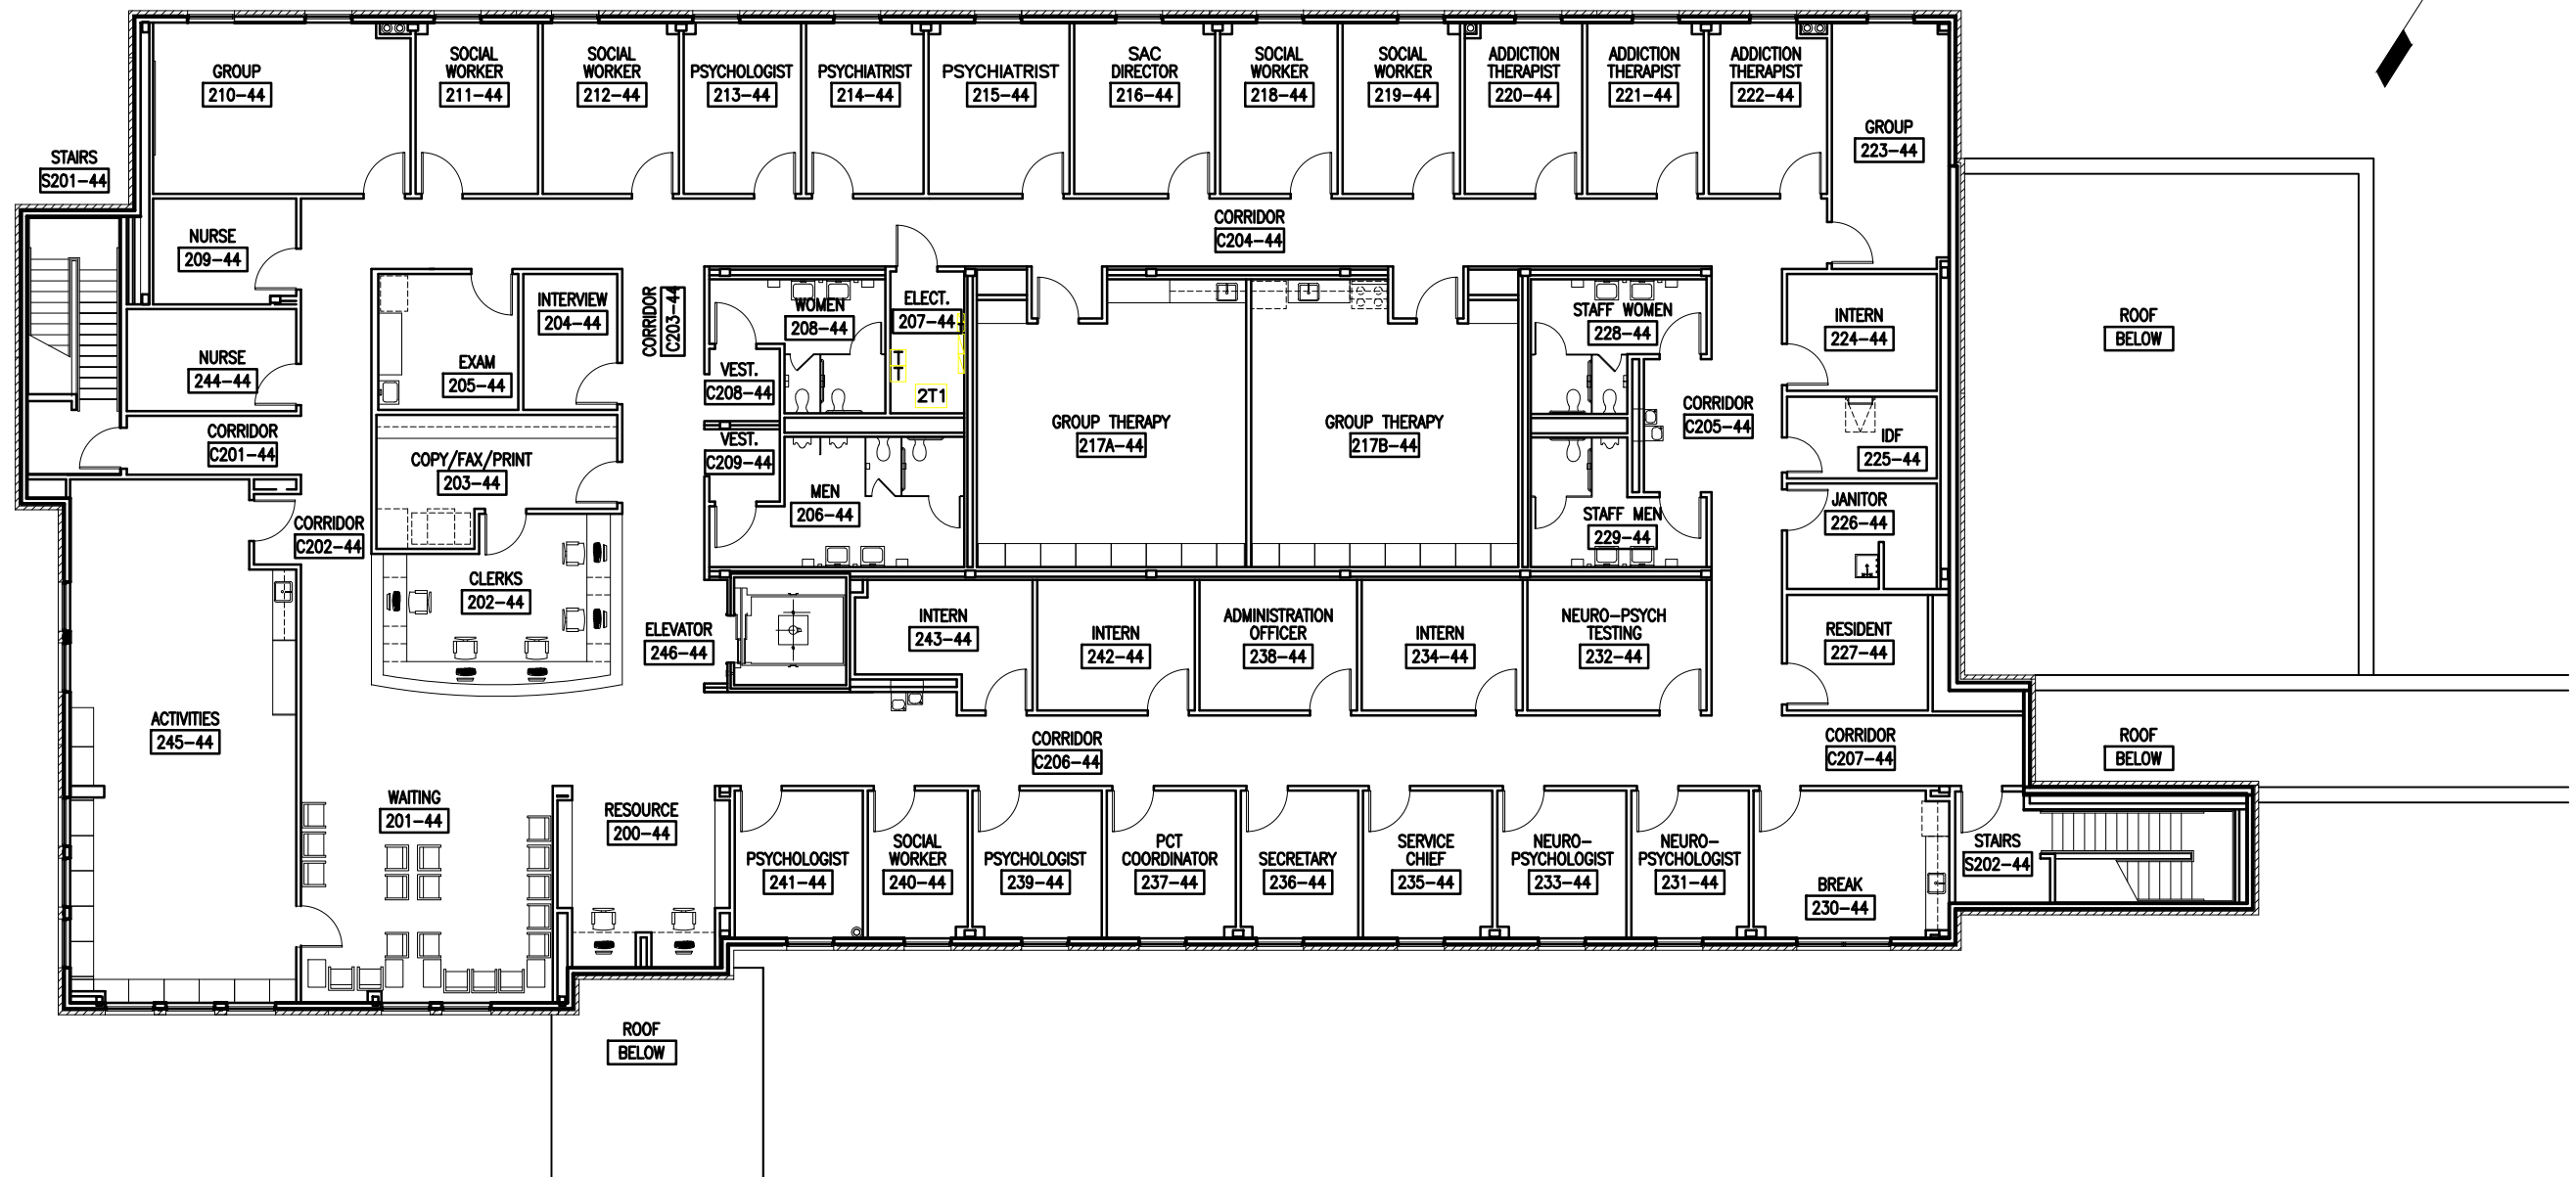 GROUP
210-44
SOCIAL
WORKER
211-44
SOCIAL
WORKER
212-44
PSYCHOLOGIST
213-44
PSYCHIATRIST
214-44
PSYCHIATRIST
215-44
SAC
DIRECTOR
216-44
SOCIAL
WORKER
218-44
SOCIAL
WORKER
219-44
ADDICTION
THERAPIST
220-44
ADDICTION
THERAPIST
221-44
ADDICTION
THERAPIST
222-44
GROUP
223-44
STAIRS
S201-44
NURSE
209-44
CORRIDOR
C204-44
INTERVIEW
204-44
CORRIDOR
C203-44
WOMEN
208-44
ELECT.
207-44
T
T
2T1
STAFF WOMEN
228-44
INTERN
224-44
ROOF
BELOW
NURSE
244-44
EXAM
205-44
VEST.
C208-44
GROUP THERAPY
217A-44
GROUP THERAPY
217B-44
CORRIDOR
C205-44
CORRIDOR
C201-44
COPY/FAX/PRINT
203-44
VEST.
C209-44
IDF
225-44
MEN
206-44
STAFF MEN
229-44
JANITOR
226-44
CORRIDOR
C202-44
CLERKS
202-44
ELEVATOR
246-44
INTERN
243-44
INTERN
242-44
ADMINISTRATION
OFFICER
238-44
INTERN
234-44
NEURO-PSYCH
TESTING
232-44
RESIDENT
227-44
ACTIVITIES
245-44
CORRIDOR
C206-44
CORRIDOR
C207-44
ROOF
BELOW
WAITING
201-44
RESOURCE
200-44
PSYCHOLOGIST
241-44
SOCIAL
WORKER
240-44
PSYCHOLOGIST
239-44
PCT
COORDINATOR
237-44
SECRETARY
236-44
SERVICE
CHIEF
235-44
NEURO-
PSYCHOLOGIST
233-44
NEURO-
PSYCHOLOGIST
231-44
BREAK
230-44
STAIRS
S202-44
ROOF
BELOW